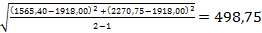 √((1565,40−1918,00)² +(2270,75−1918,00)² / 2−1) = 498,75